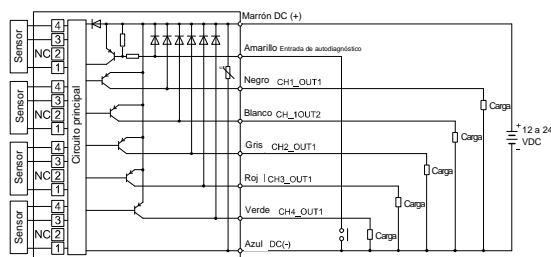 Marrón DC (+)
Amarillo Entrada de autodiagnóstico
Negro CH1_OUT1
Blanco CH_1OUT2
Gris CH2_OUT1
Roj | CH3_OUT1
Verde CH4_OUT1
Azul DC(-)
Sensor
NC
4
3
2
1
Sensor
NC
4
3
2
1
Sensor
NC
4
3
2
1
Sensor
NC
4
3
2
1
Circuito principal
Carga
Carga
Carga
Carga
Carga
+
12 a 24
VDC
-